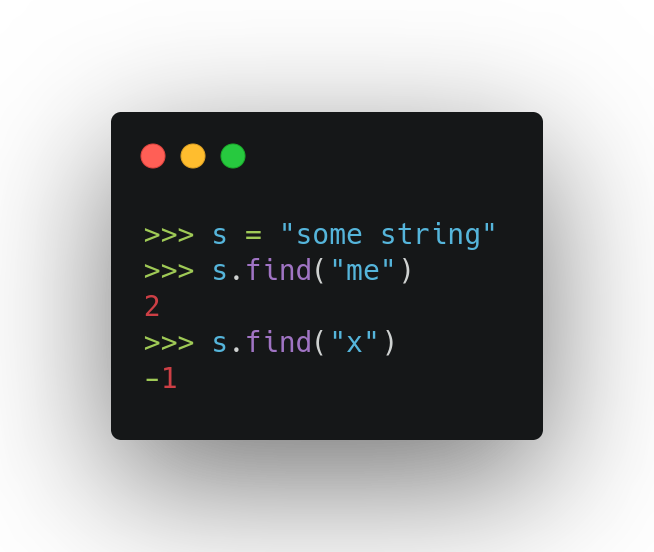 >>> s = "some string"
>>> s.find("me")
2
>>> s.find("x")
-1